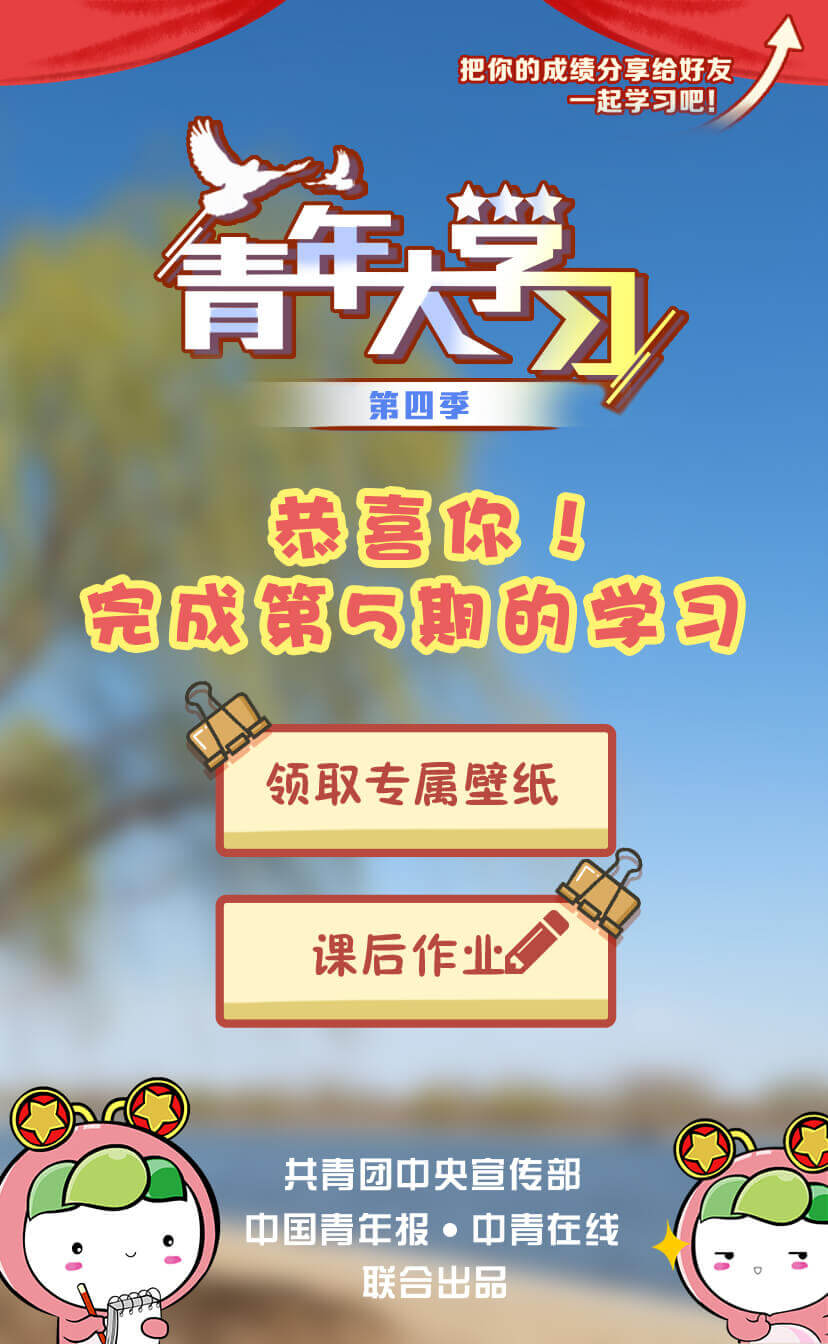 把你的成绩分享给好友
一起学习吧!
青年大学习
第四季
恭喜你!
完成第5期的学习
领取专属壁纸
课后作业
共青团中央宣传部
中国青年报•中青在线
联合出品